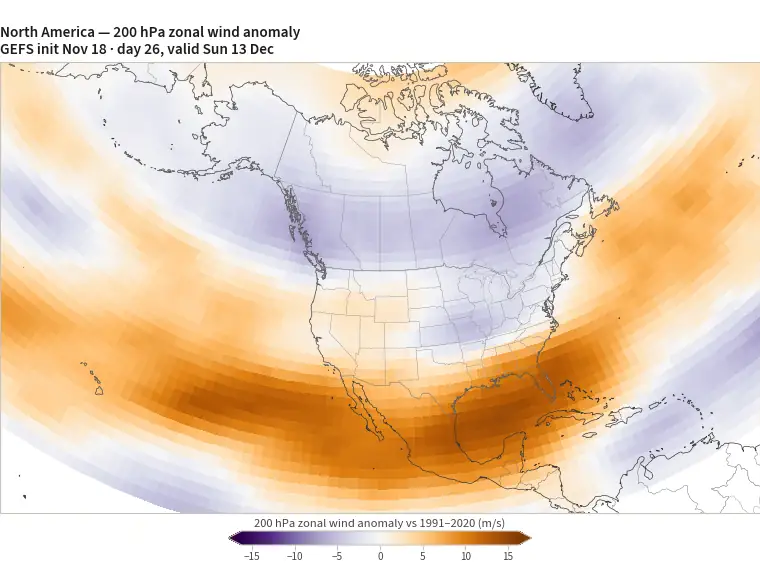 North America — 200 hPa zonal wind anomaly
GEFS init Nov 18 · day 26, valid Sun 13 Dec
200 hPa zonal wind anomaly vs 1991–2020 (m/s)
−15 −10 −5 0 5 10 15